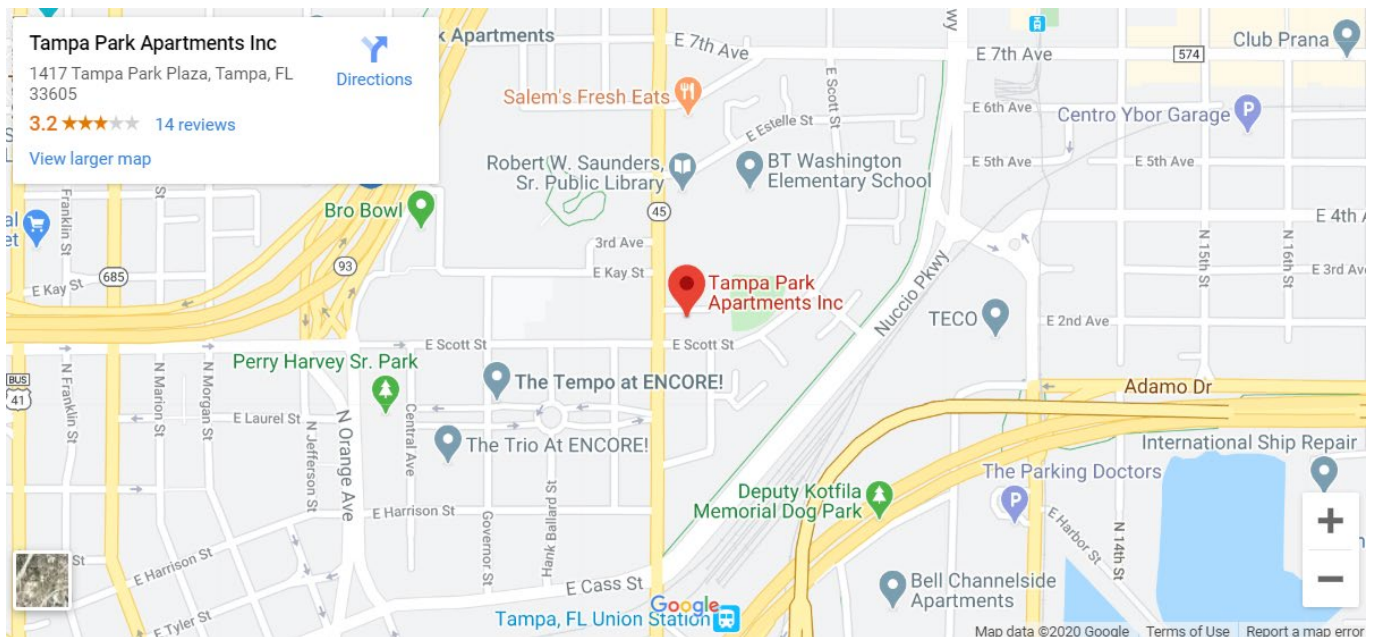 Tampa Park Apartments Inc
1417 Tampa Park Plaza, Tampa, FL
33605
Directions
3.2
14 reviews
View larger map
k Apartments
E 7th Ave
E 7th Ave
574
Club Prana
Salem's Fresh Eats
E Scott St
E 6th Ave
Centro Ybor Garage
E Estelle St
Robert W. Saunders,
Sr. Public Library
BT Washington
Elementary School
E 5th Ave
E 5th Ave
Franklin St
Bro Bowl
45
E 4th A
al
et
3rd Ave
N 15th St
N 16th St
93
E Kay St
E 3rd Av
685
E Kay St
Tampa Park
Apartments Inc
Nuccio Pkwy
TECO
E 2nd Ave
E Scott St
E Scott St
Perry Harvey Sr. Park
The Tempo at ENCORE!
BUS
41
N Franklin St
N Marion St
N Morgan St
Adamo Dr
E Laurel St
N Jefferson St
N Orange Ave
Central Ave
The Trio At ENCORE!
International Ship Repair
The Parking Doctors
Deputy Kotfila
Memorial Dog Park
E Harrison St
Governor St
Hank Ballard St
E Harbor St
N 14th St
+
−
St
E Harrison St
E Cass St
Bell Channelside
Apartments
Google
Tampa, FL Union Station
E Tyler St
Map data ©2020 Google
Terms of Use
Report a map error